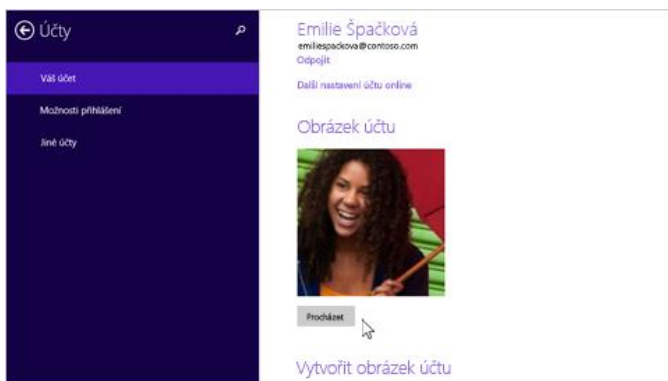 Účty
Váš účet
Možnosti přihlášení
Jiné účty
Emilie Špačková
emiliespackova@contoso.com
Odpojit
Další nastavení účtu online
Obrázek účtu
Procházet
Vytvořit obrázek účtu